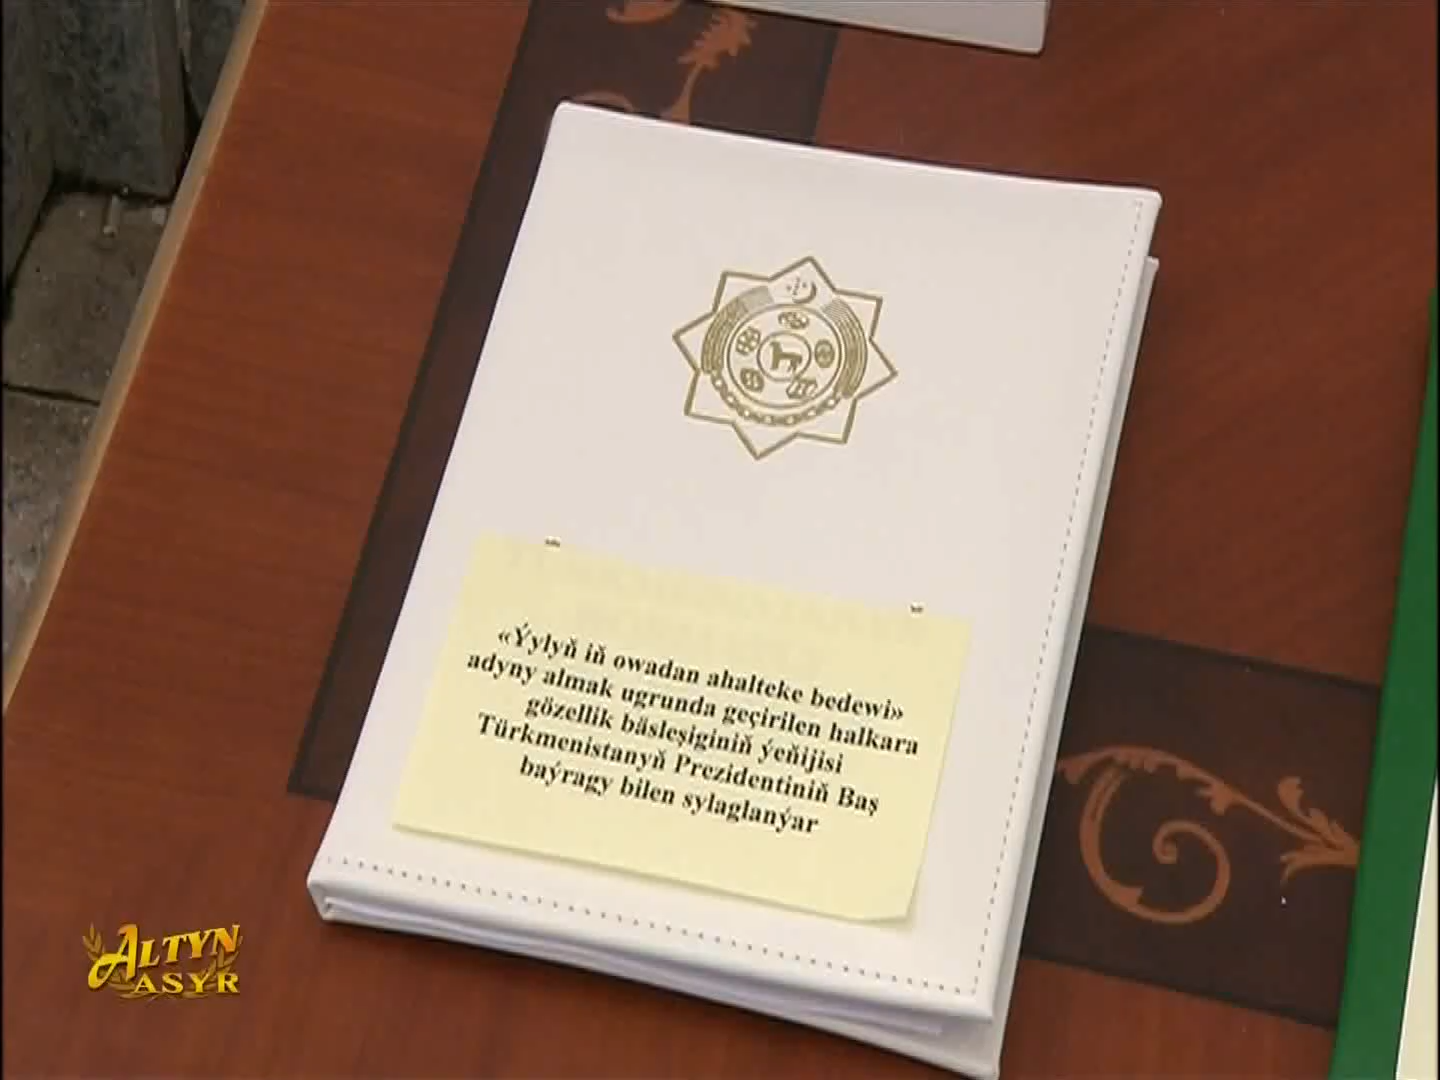 «Ýylyň iň owadan ahalteke bedewi»
adyny almak ugrunda geçirilen halkara
gözellik bäsleşiginiň ýeňijisi
Türkmenistanyň Prezidentiniň Baş
baýragy bilen sylaglanýar
ALTYN
ASYR